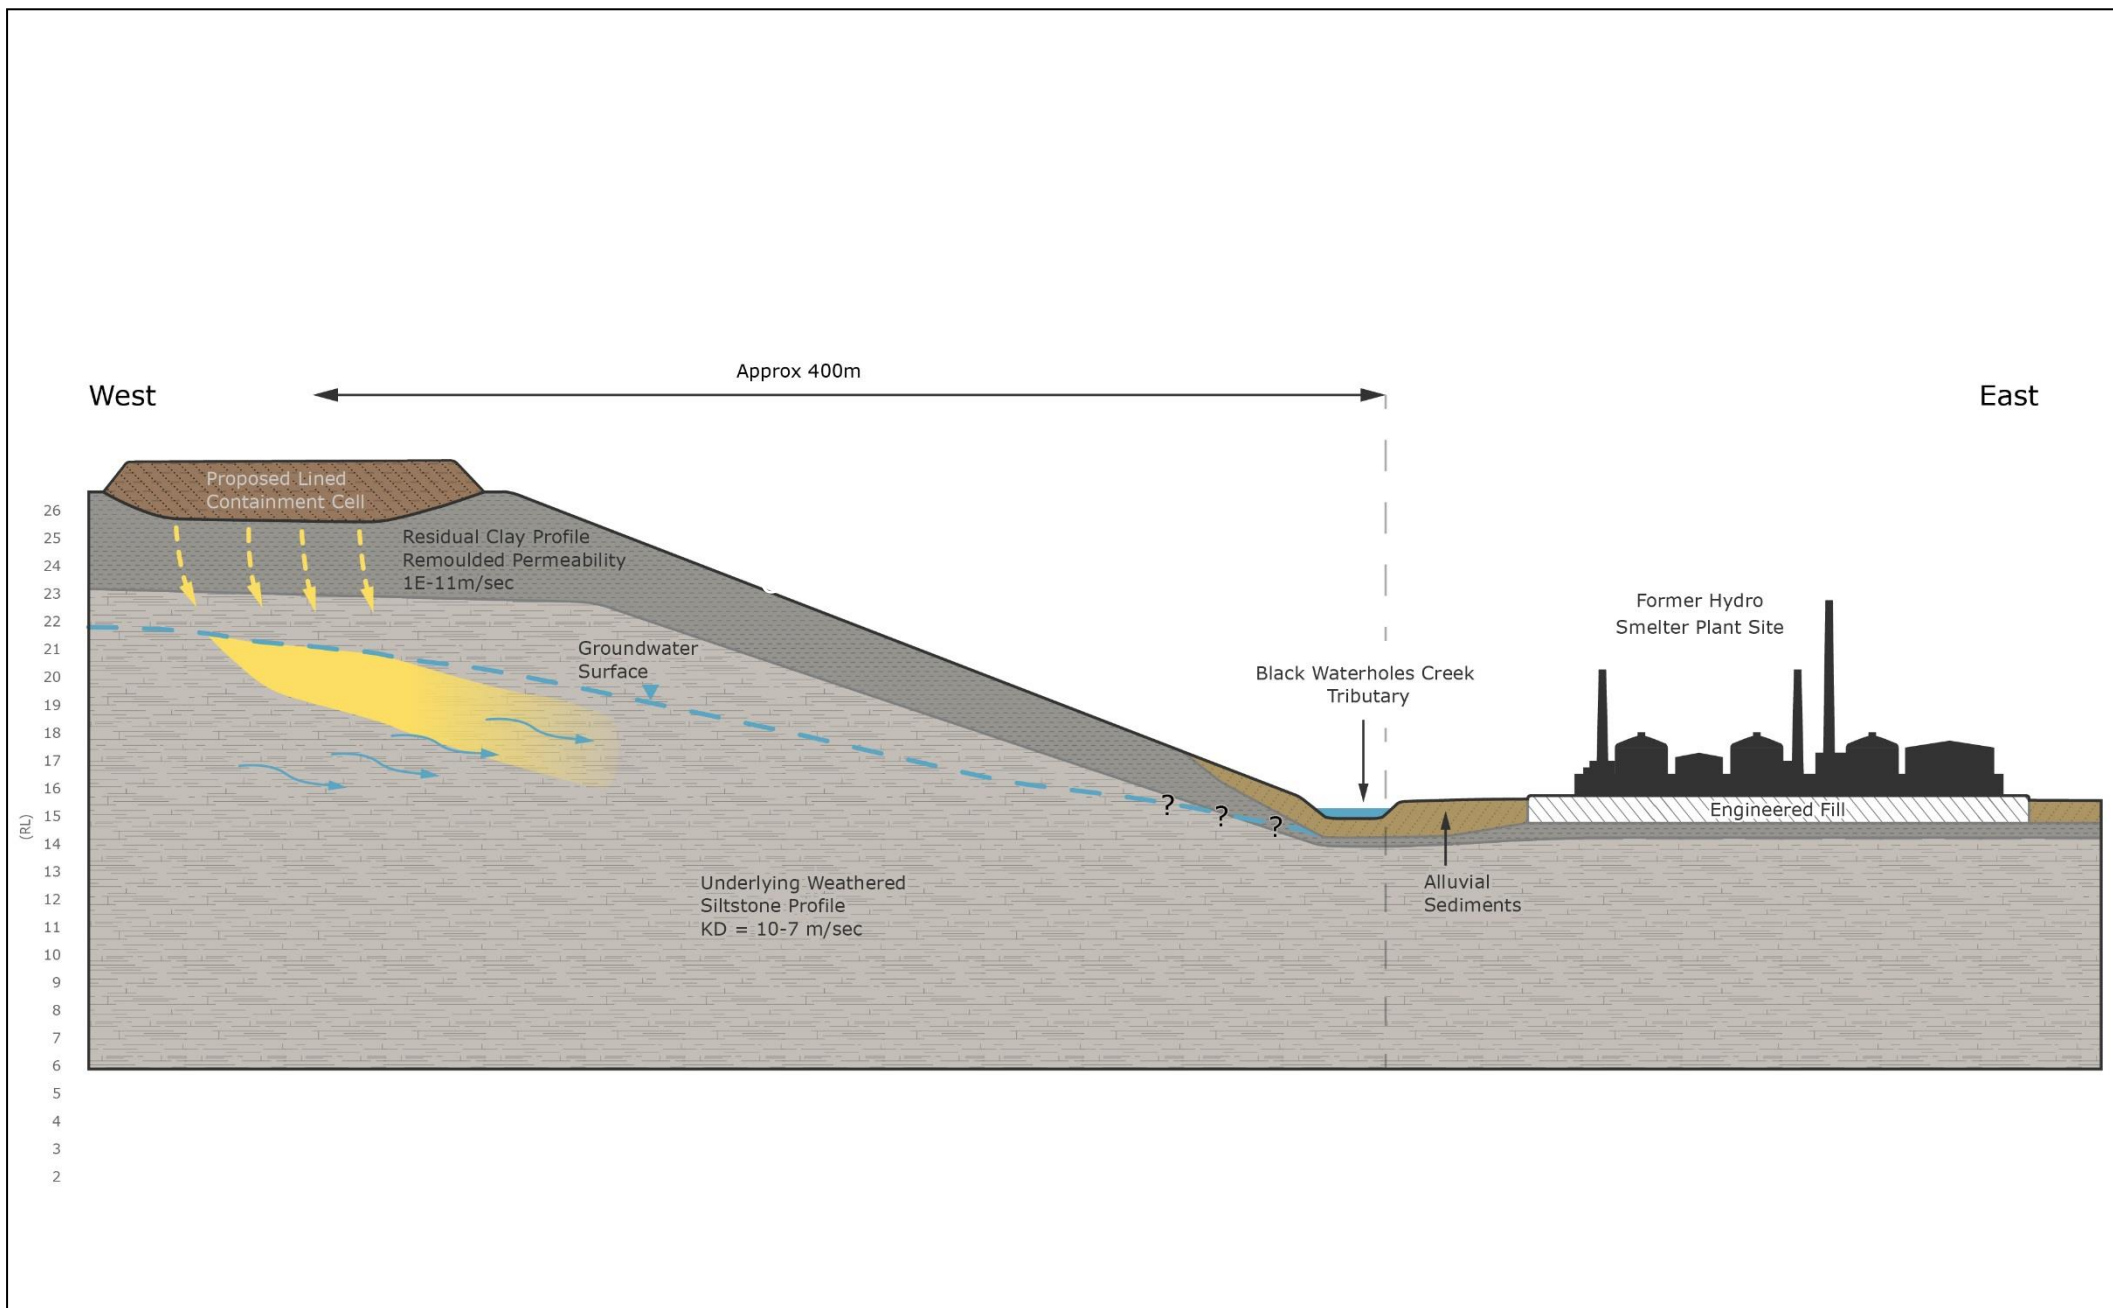 Approx 400m
West
East
Proposed Lined
Containment Cell
Residual Clay Profile
Remoulded Permeability
1E-11m/sec
Groundwater
Surface
Former Hydro
Smelter Plant Site
Black Waterholes Creek
Tributary
Engineered Fill
?
?
?
Underlying Weathered
Siltstone Profile
KD = 10-7 m/sec
Alluvial
Sediments
(RL)
26
25
24
23
22
21
20
19
18
17
16
15
14
13
12
11
10
9
8
7
6
5
4
3
2